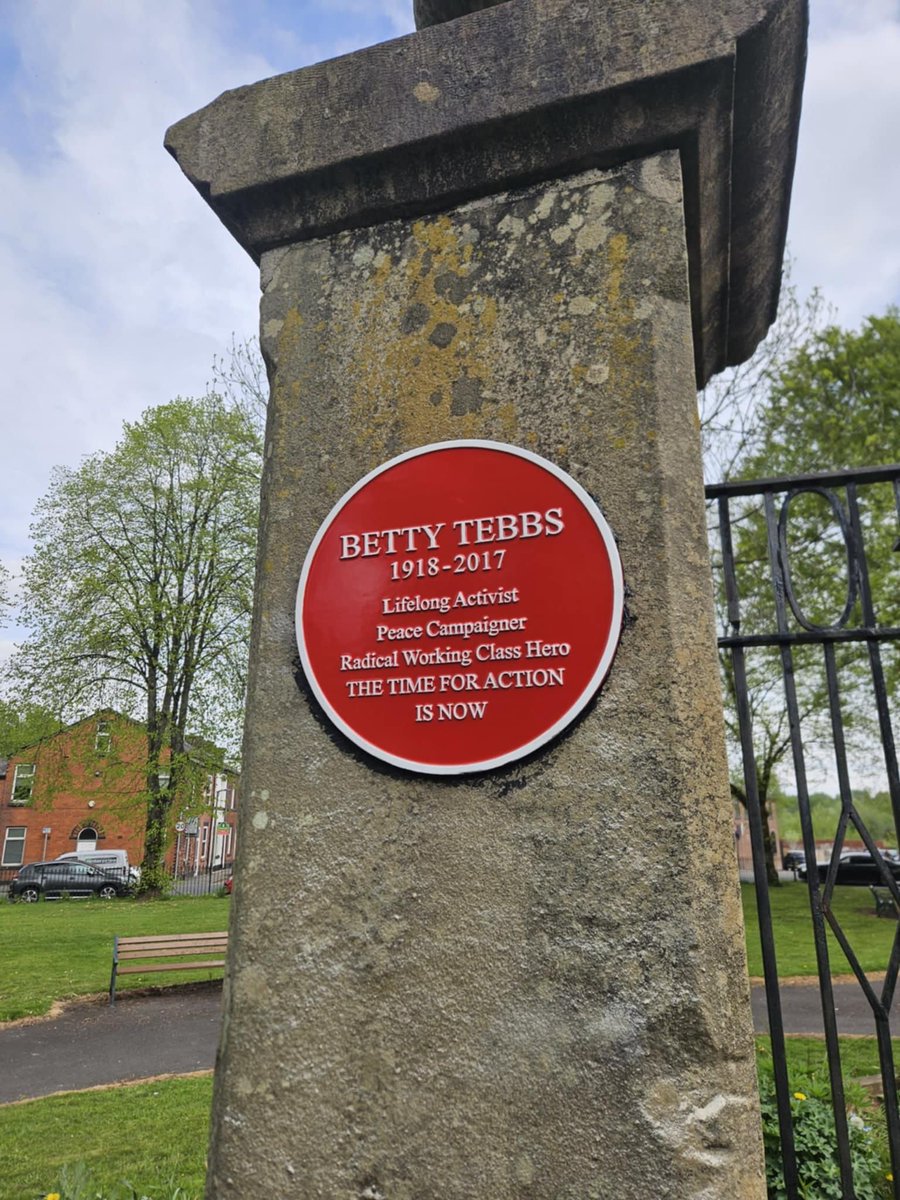 BETTY TEBBS
1918-2017
Lifelong Activist
Peace Campaigner
Radical Working Class Hero
THE TIME FOR ACTION
IS NOW